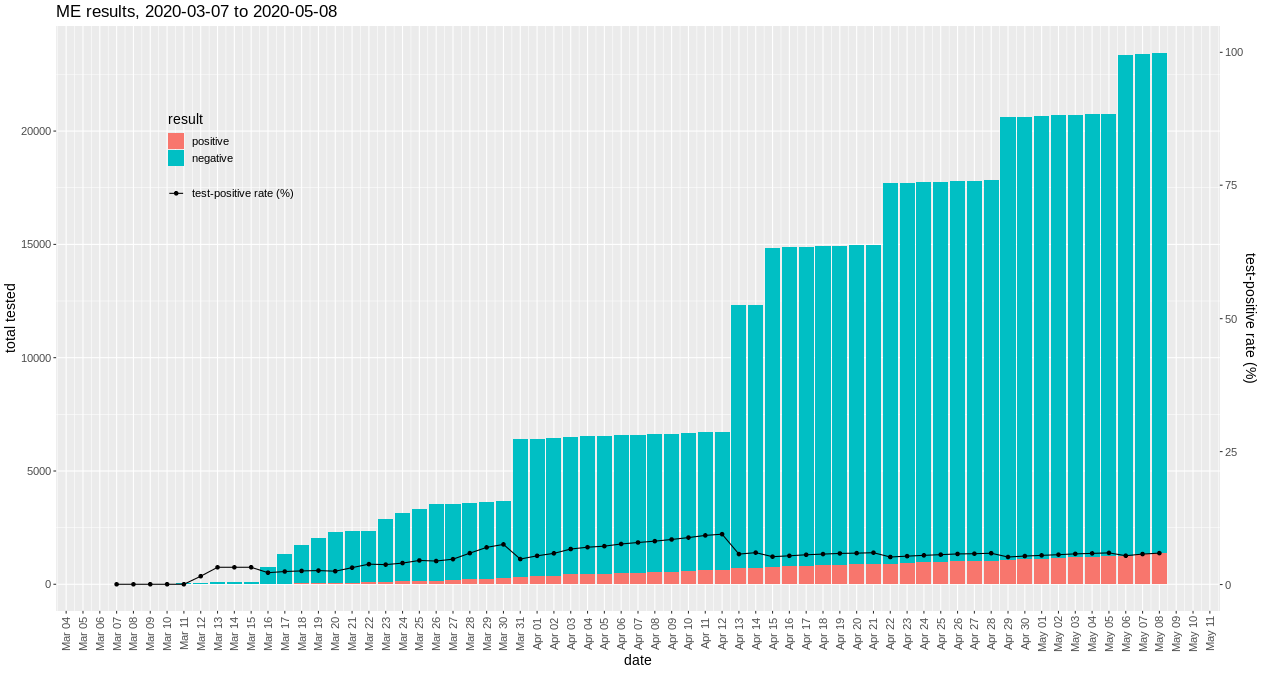 ME results, 2020-03-07 to 2020-05-08
result
positive
negative
test-positive rate (%)
total tested
20000
15000
10000
5000
0
100
75
50
25
0
test-positive rate (%)
Mar 04
Mar 05
Mar 06
Mar 07
Mar 08
Mar 09
Mar 10
Mar 11
Mar 12
Mar 13
Mar 14
Mar 15
Mar 16
Mar 17
Mar 18
Mar 19
Mar 20
Mar 21
Mar 22
Mar 23
Mar 24
Mar 25
Mar 26
Mar 27
Mar 28
Mar 29
Mar 30
Mar 31
Apr 01
Apr 02
Apr 03
Apr 04
Apr 05
Apr 06
Apr 07
Apr 08
Apr 09
Apr 10
Apr 11
Apr 12
Apr 13
Apr 14
Apr 15
Apr 16
Apr 17
Apr 18
Apr 19
Apr 20
Apr 21
Apr 22
Apr 23
Apr 24
Apr 25
Apr 26
Apr 27
Apr 28
Apr 29
Apr 30
May 01
May 02
May 03
May 04
May 05
May 06
May 07
May 08
May 09
May 10
May 11
date